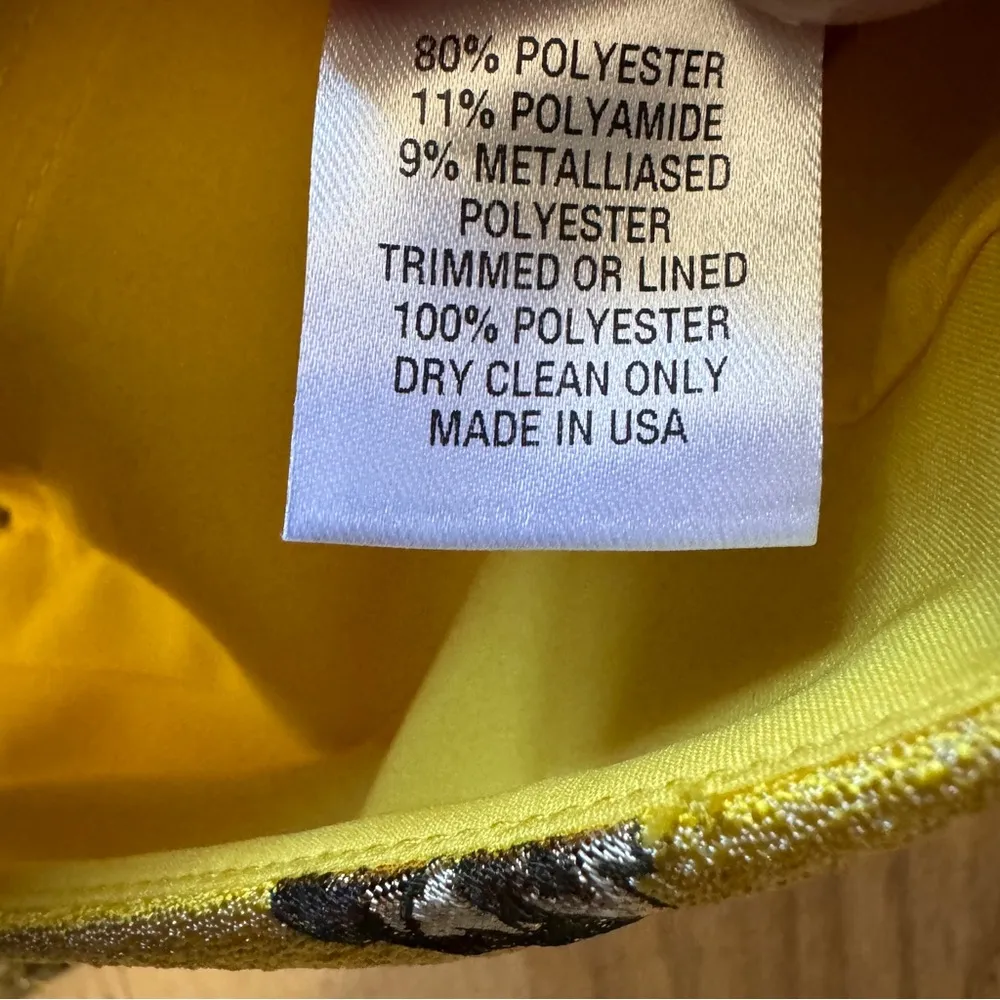 80% POLYESTER
11% POLYAMIDE
9% METALLIASED
POLYESTER
TRIMMED OR LINED
100% POLYESTER
DRY CLEAN ONLY
MADE IN USA